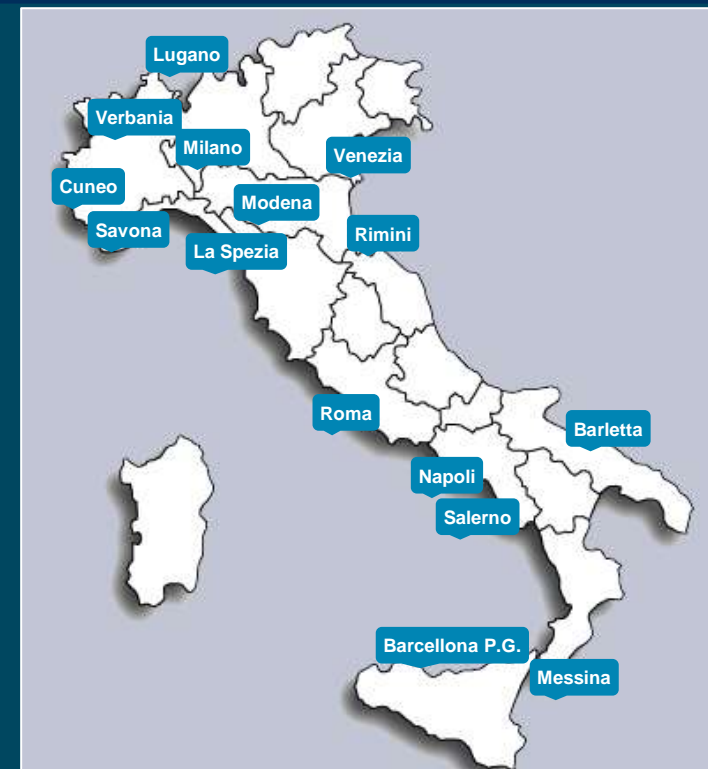 Lugano
Verbania
Milano
Venezia
Cuneo
Modena
Savona
Rimini
La Spezia
Roma
Barletta
Napoli
Salerno
Barcellona P.G.
Messina